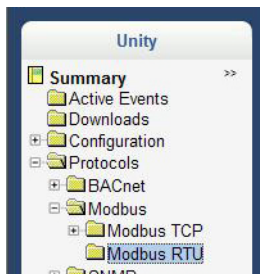 Unity
Summary >>
Active Events
Downloads
Configuration
Protocols
BACnet
Modbus
Modbus TCP
Modbus RTU